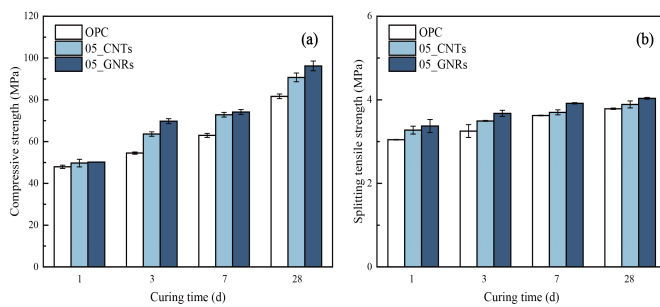 120
100
80
60
40
20
0
Compressive strength (MPa)
OPC
05_CNTs
05_GNRs
(a)
1 3 7 28
Curing time (d)
6
4
2
0
Splitting tensile strength (MPa)
OPC
05_CNTs
05_GNRs
(b)
1 3 7 28
Curing time (d)